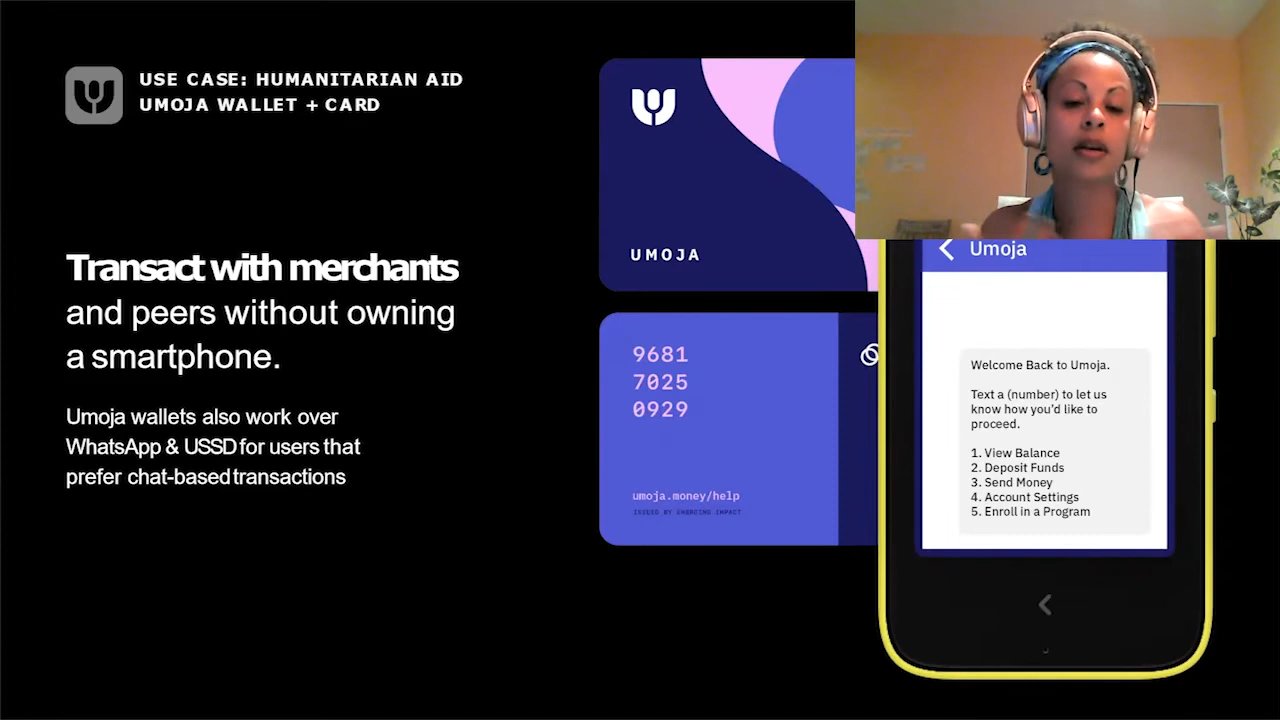 USE CASE: HUMANITARIAN AID
UMOJA WALLET + CARD
Transact with merchants
and peers without owning
a smartphone.
Umoja wallets also work over
WhatsApp & USSD for users that
prefer chat-based transactions
UMOJA
9681
7025
0929
umoja.money/help
ISSUED BY EMERGING IMPACT
Umoja
Welcome Back to Umoja.
Text a (number) to let us
know how you'd like to
proceed.
1. View Balance
2. Deposit Funds
3. Send Money
4. Account Settings
5. Enroll in a Program